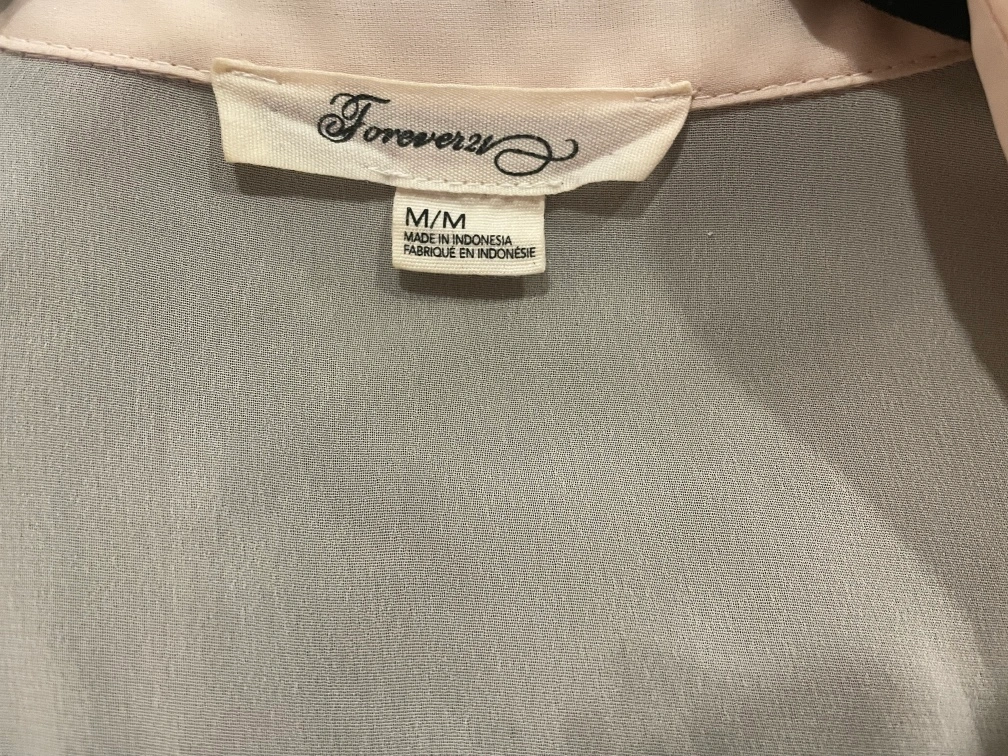 Forever21
M/M
MADE IN INDONESIA
FABRIQUÉ EN INDONÉSIE